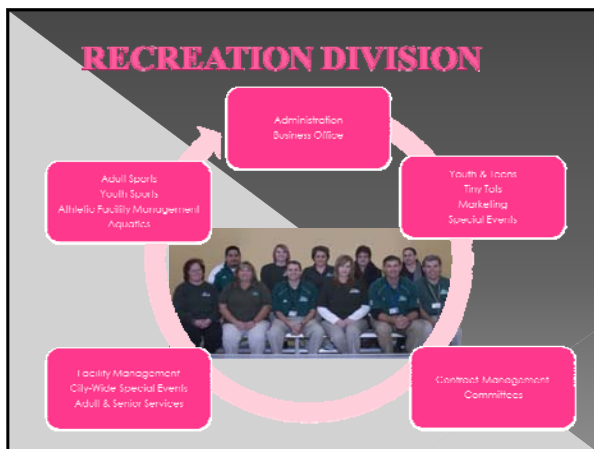 RECREATION DIVISION
Administration
Business Office
Youth & Teens
Tiny Tots
Marketing
Special Events
Contract Management
Committees
Facility Management
City-Wide Special Events
Adult & Senior Services
Adult Sports
Youth Sports
Athletic Facility Management
Aquatics